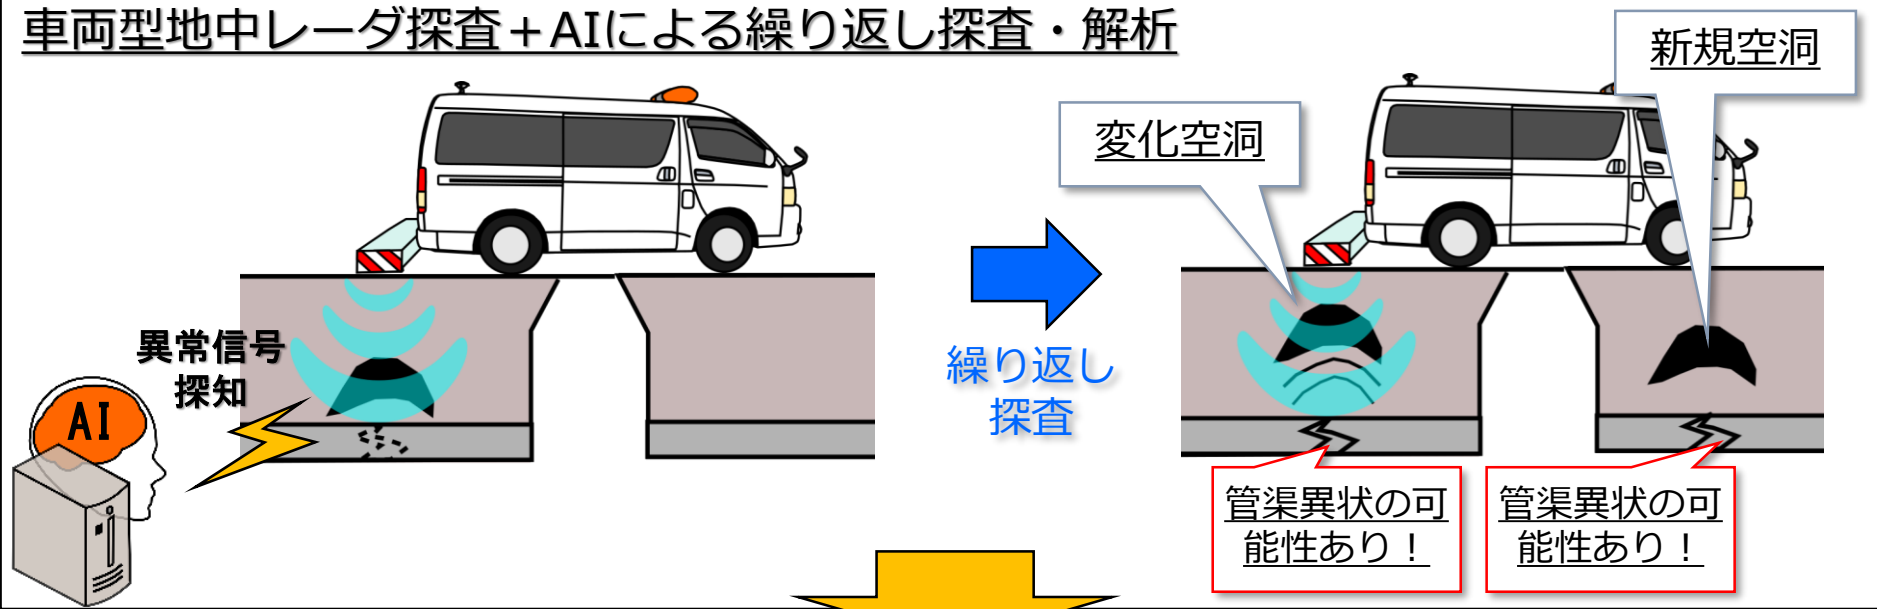 車両型地中レーダ探査＋AIによる繰り返し探査・解析
新規空洞
変化空洞
異常信号
探知
AI
繰り返し
探査
管渠異状の可
能性あり！
管渠異状の可
能性あり！